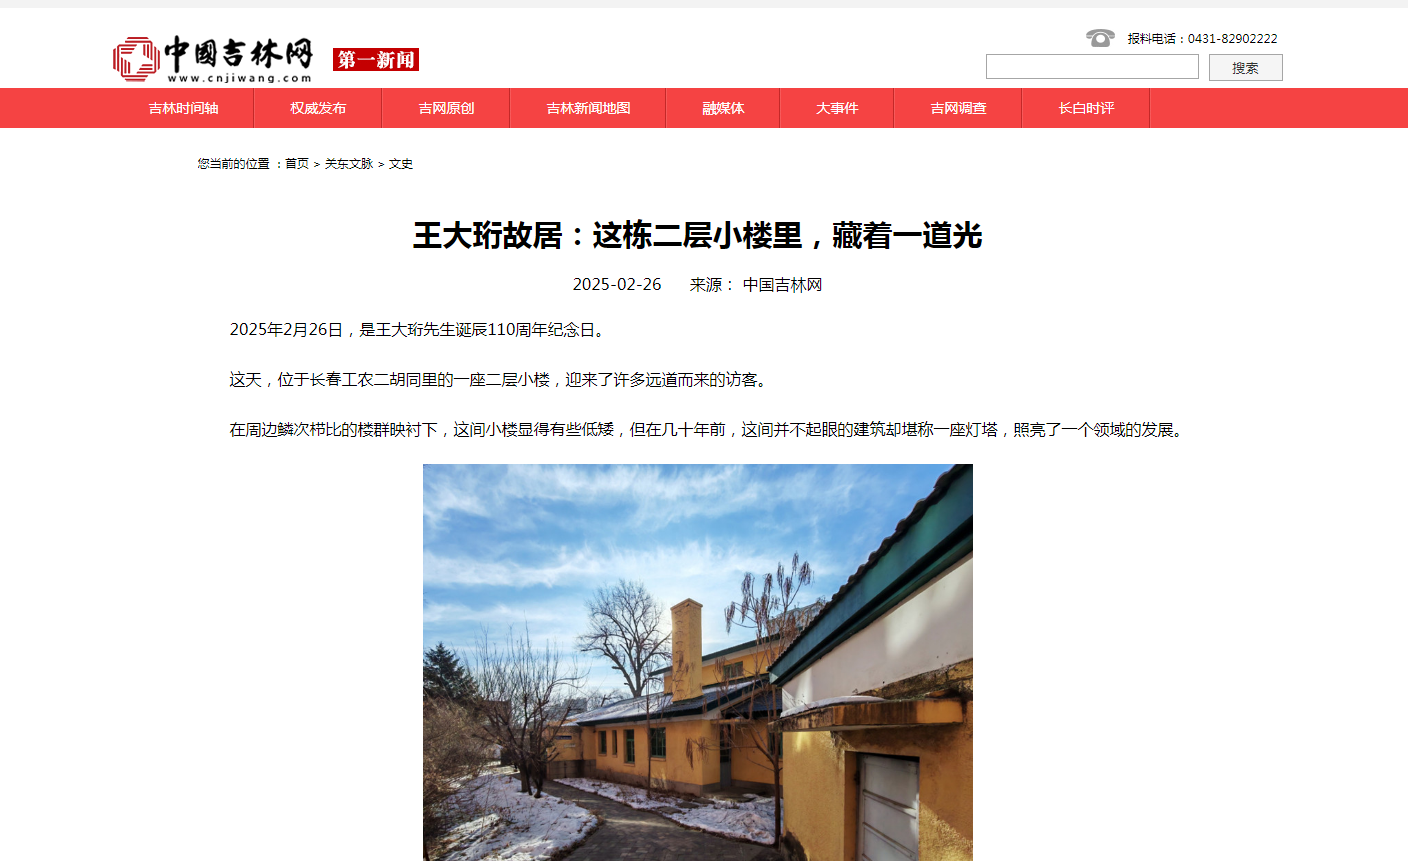 中國吉林网
www.cnjiwang.com
第一新闻
报料电话：0431-82902222
搜索
吉林时间轴 权威发布 吉网原创 吉林新闻地图 融媒体 大事件 吉网调查 长白时评
您当前的位置 ：首页 > 关东文脉 > 文史
王大珩故居：这栋二层小楼里，藏着一道光
2025-02-26 来源： 中国吉林网
2025年2月26日，是王大珩先生诞辰110周年纪念日。
这天，位于长春工农二胡同里的一座二层小楼，迎来了许多远道而来的访客。
在周边鳞次栉比的楼群映衬下，这间小楼显得有些低矮，但在几十年前，这间并不起眼的建筑却堪称一座灯塔，照亮了一个领域的发展。